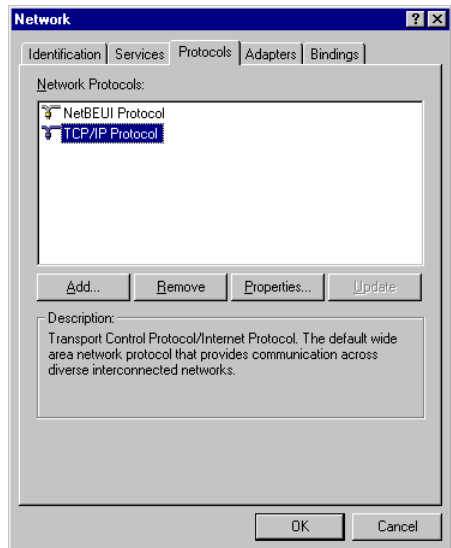 Network
Identification Services Protocols Adapters Bindings
Network Protocols:
NetBEUI Protocol
TCP/IP Protocol
Add... Remove Properties... Update
Description:
Transport Control Protocol/Internet Protocol. The default wide
area network protocol that provides communication across
diverse interconnected networks.
OK Cancel